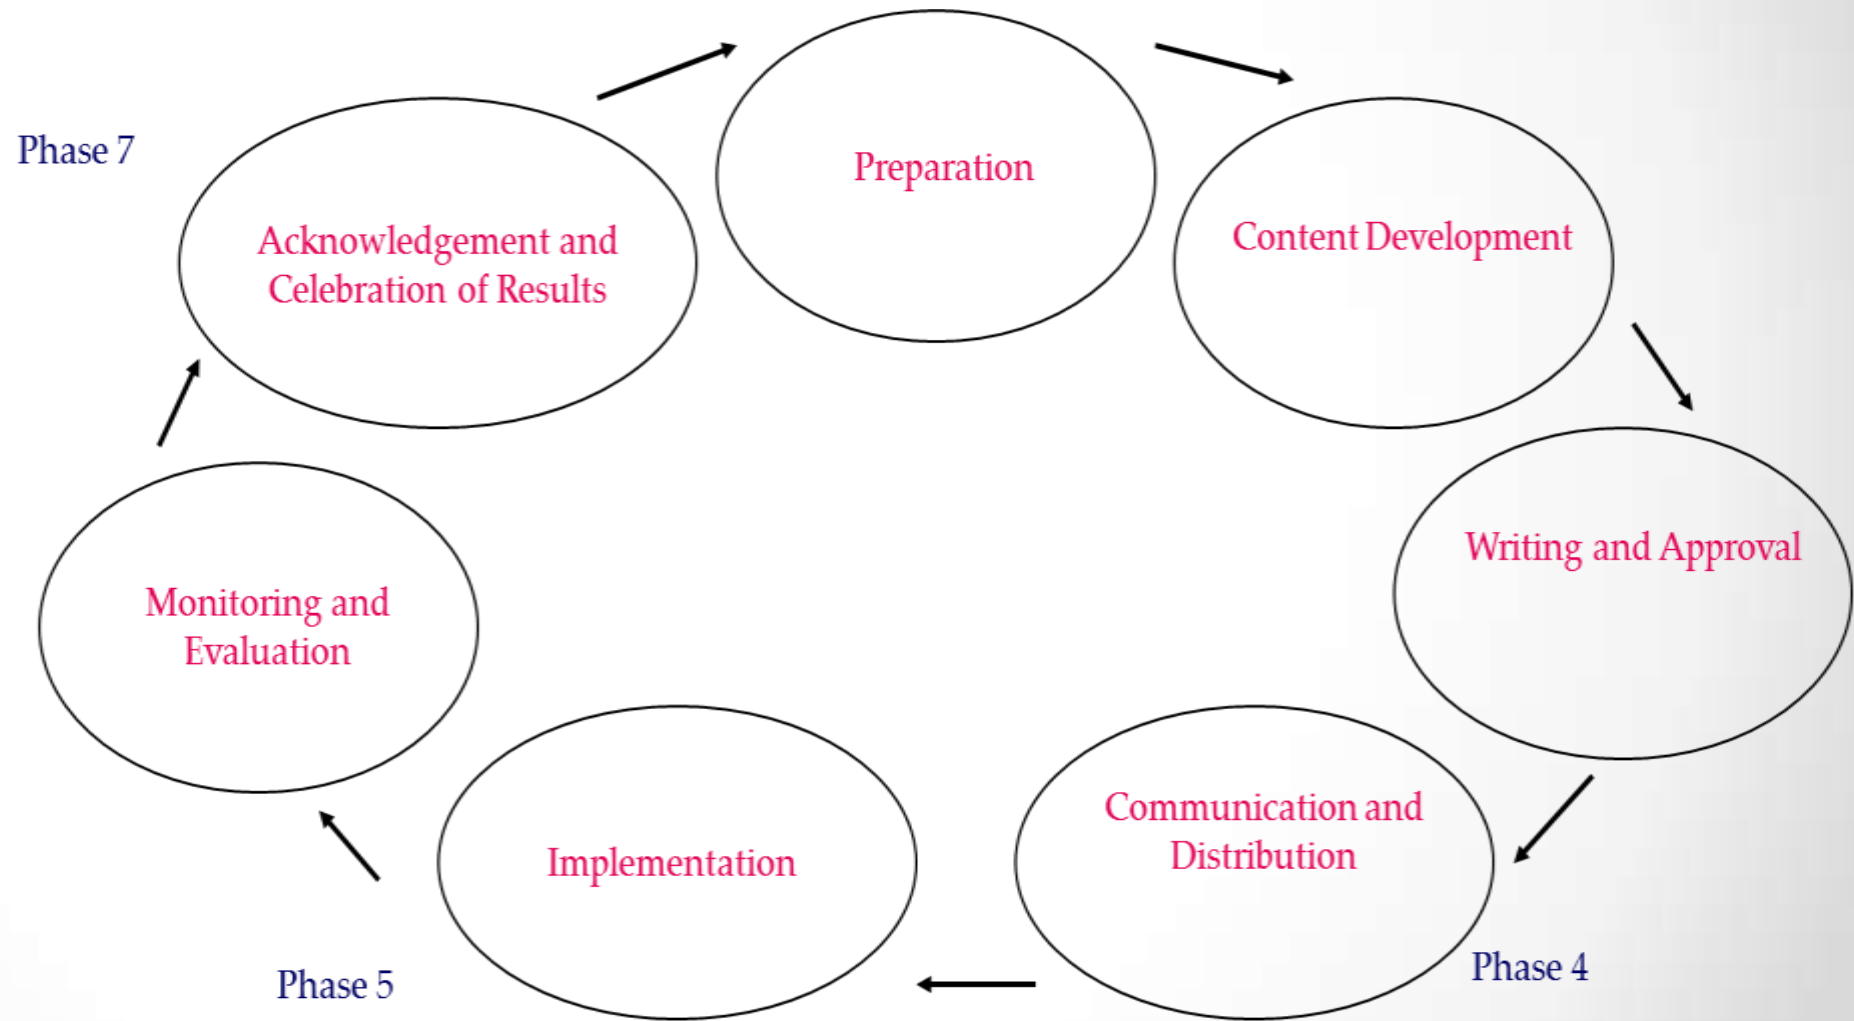 Preparation
Phase 7
Content Development
Acknowledgement and
Celebration of Results
Writing and Approval
Monitoring and
Evaluation
Communication and
Distribution
Implementation
Phase 4
Phase 5